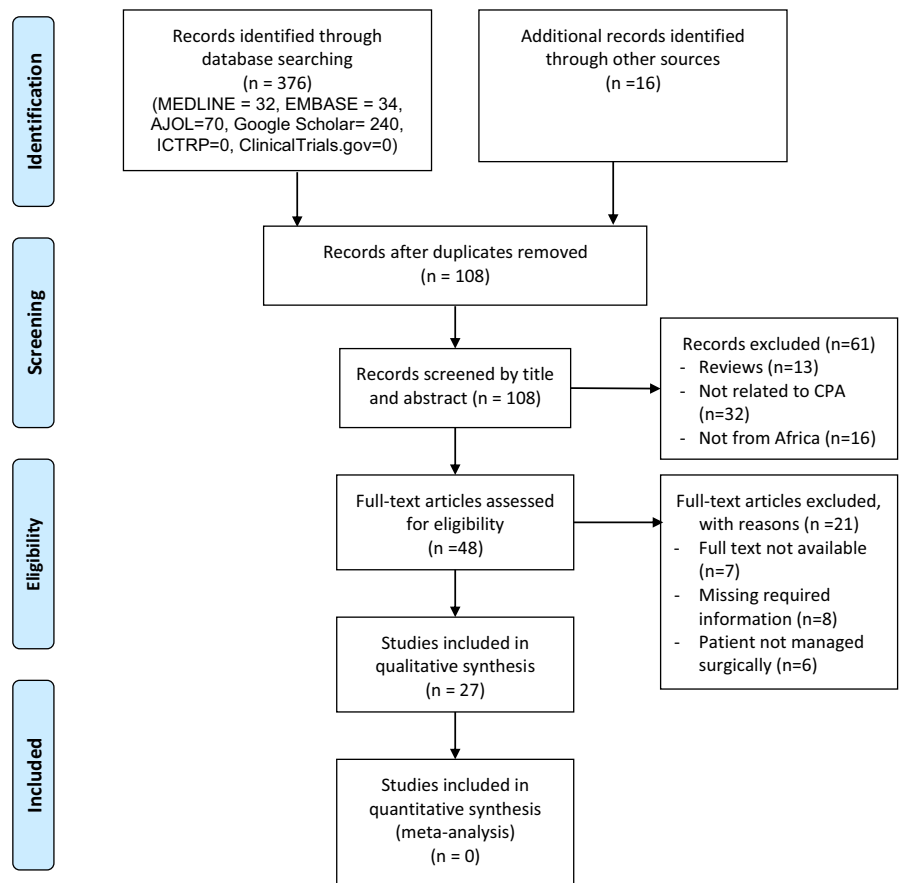 Identification
Records identified through
database searching
(n = 376)
(MEDLINE = 32, EMBASE = 34,
AJOL=70, Google Scholar= 240,
ICTRP=0, ClinicalTrials.gov=0)
Additional records identified
through other sources
(n =16)
Screening
Records after duplicates removed
(n = 108)
Records screened by title
and abstract (n = 108)
Records excluded (n=61)
- Reviews (n=13)
- Not related to CPA
(n=32)
- Not from Africa (n=16)
Eligibility
Full-text articles assessed
for eligibility
(n =48)
Full-text articles excluded,
with reasons (n =21)
- Full text not available
(n=7)
- Missing required
information (n=8)
- Patient not managed
surgically (n=6)
Studies included in
qualitative synthesis
(n = 27)
Included
Studies included in
quantitative synthesis
(meta-analysis)
(n = 0)